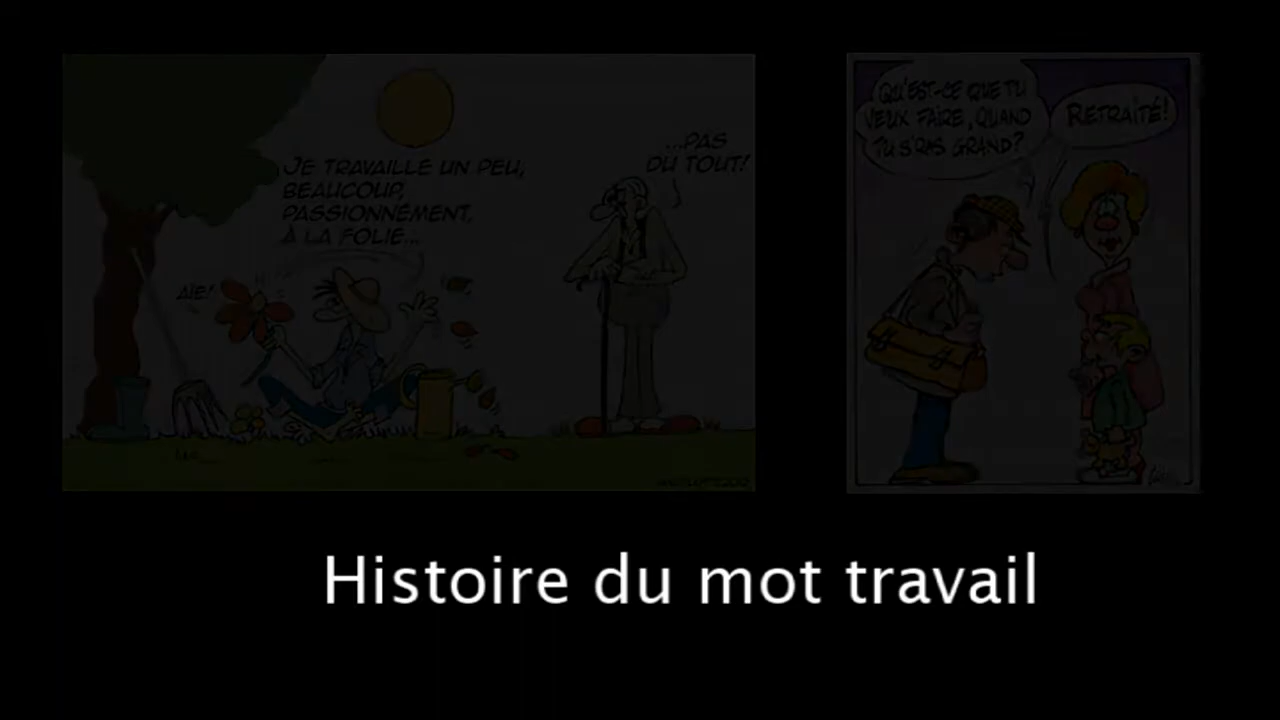 JE TRAVAILLE UN PEU,
BEAUCOUP,
PASSIONNÉMENT,
À LA FOLIE...
...PAS
DU TOUT!
AÏE!
QU'EST-CE QUE TU
VEUX FAIRE, QUAND
TU S'RAS GRAND?
RETRAITÉ!
Histoire du mot travail